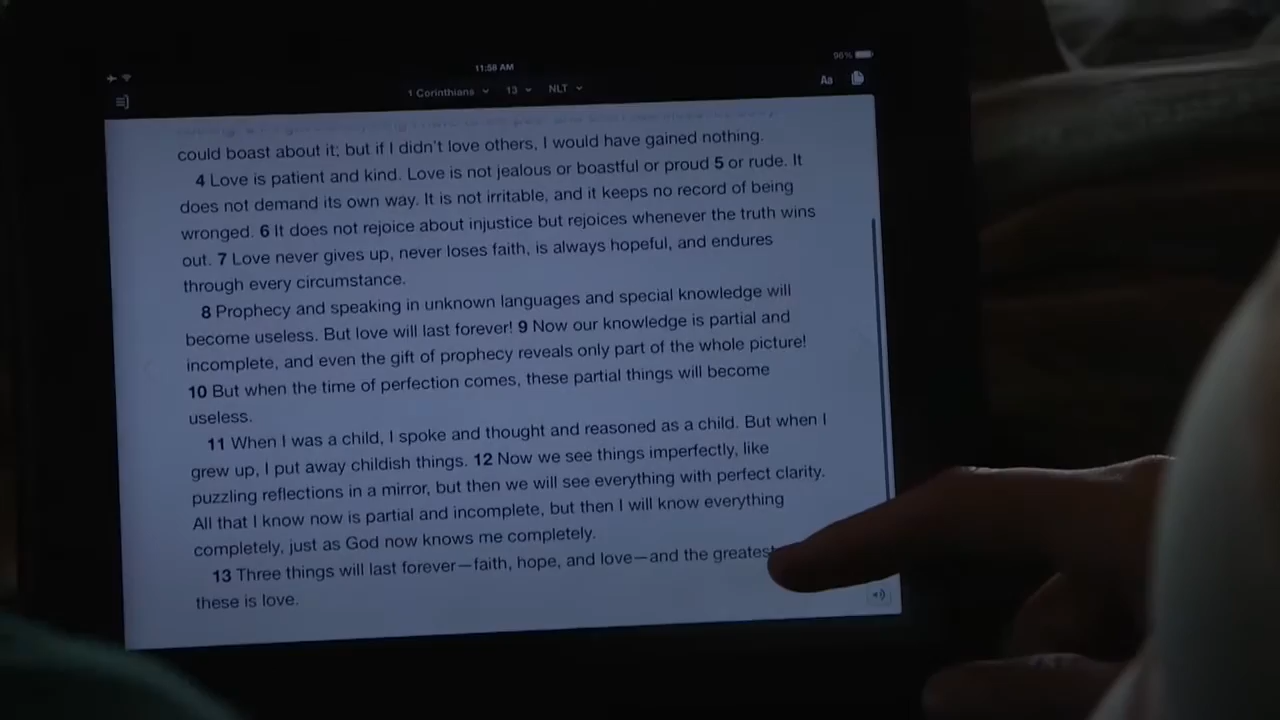 11:58 AM
96%
1 Corinthians 13 NLT
Aa
could boast about it; but if I didn't love others, I would have gained nothing.
4 Love is patient and kind. Love is not jealous or boastful or proud 5 or rude. It
does not demand its own way. It is not irritable, and it keeps no record of being
wronged. 6 It does not rejoice about injustice but rejoices whenever the truth wins
out. 7 Love never gives up, never loses faith, is always hopeful, and endures
through every circumstance.
8 Prophecy and speaking in unknown languages and special knowledge will
become useless. But love will last forever! 9 Now our knowledge is partial and
incomplete, and even the gift of prophecy reveals only part of the whole picture!
10 But when the time of perfection comes, these partial things will become
useless.
11 When I was a child, I spoke and thought and reasoned as a child. But when I
grew up, I put away childish things. 12 Now we see things imperfectly, like
puzzling reflections in a mirror, but then we will see everything with perfect clarity.
All that I know now is partial and incomplete, but then I will know everything
completely, just as God now knows me completely.
13 Three things will last forever—faith, hope, and love—and the greatest
these is love.